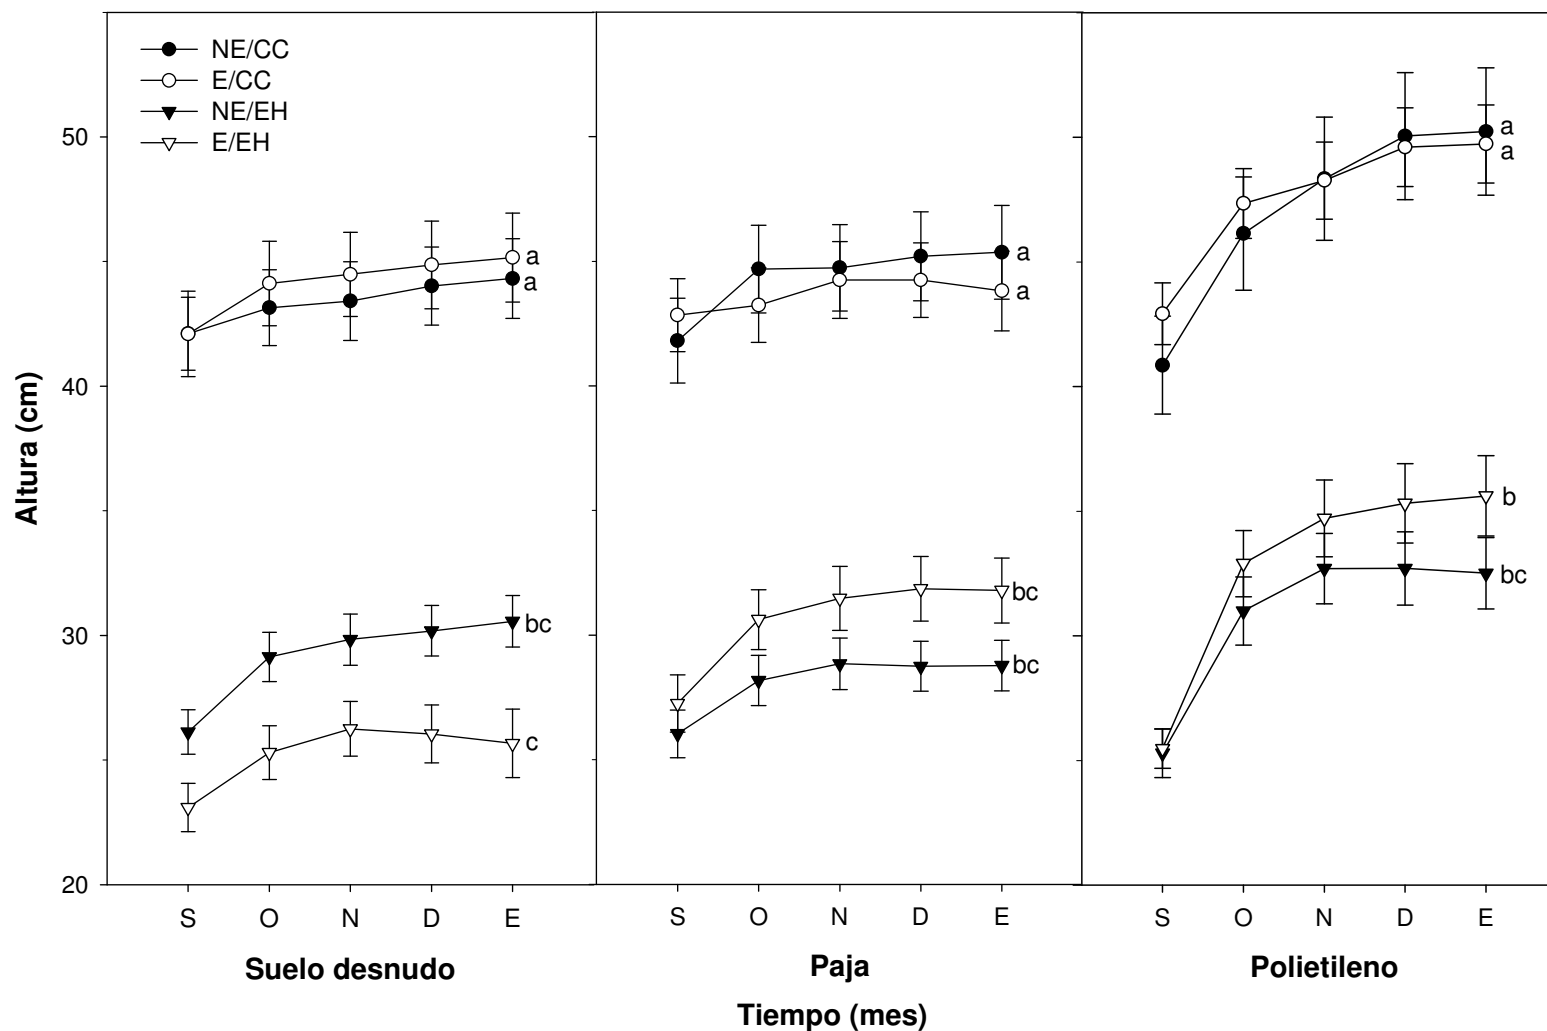 NE/CC
E/CC
NE/EH
E/EH
Altura (cm)
50
40
30
20
a
a
bc
c
a
a
bc
bc
a
a
b
bc
S O N D E
S O N D E
S O N D E
Suelo desnudo
Paja
Polietileno
Tiempo (mes)